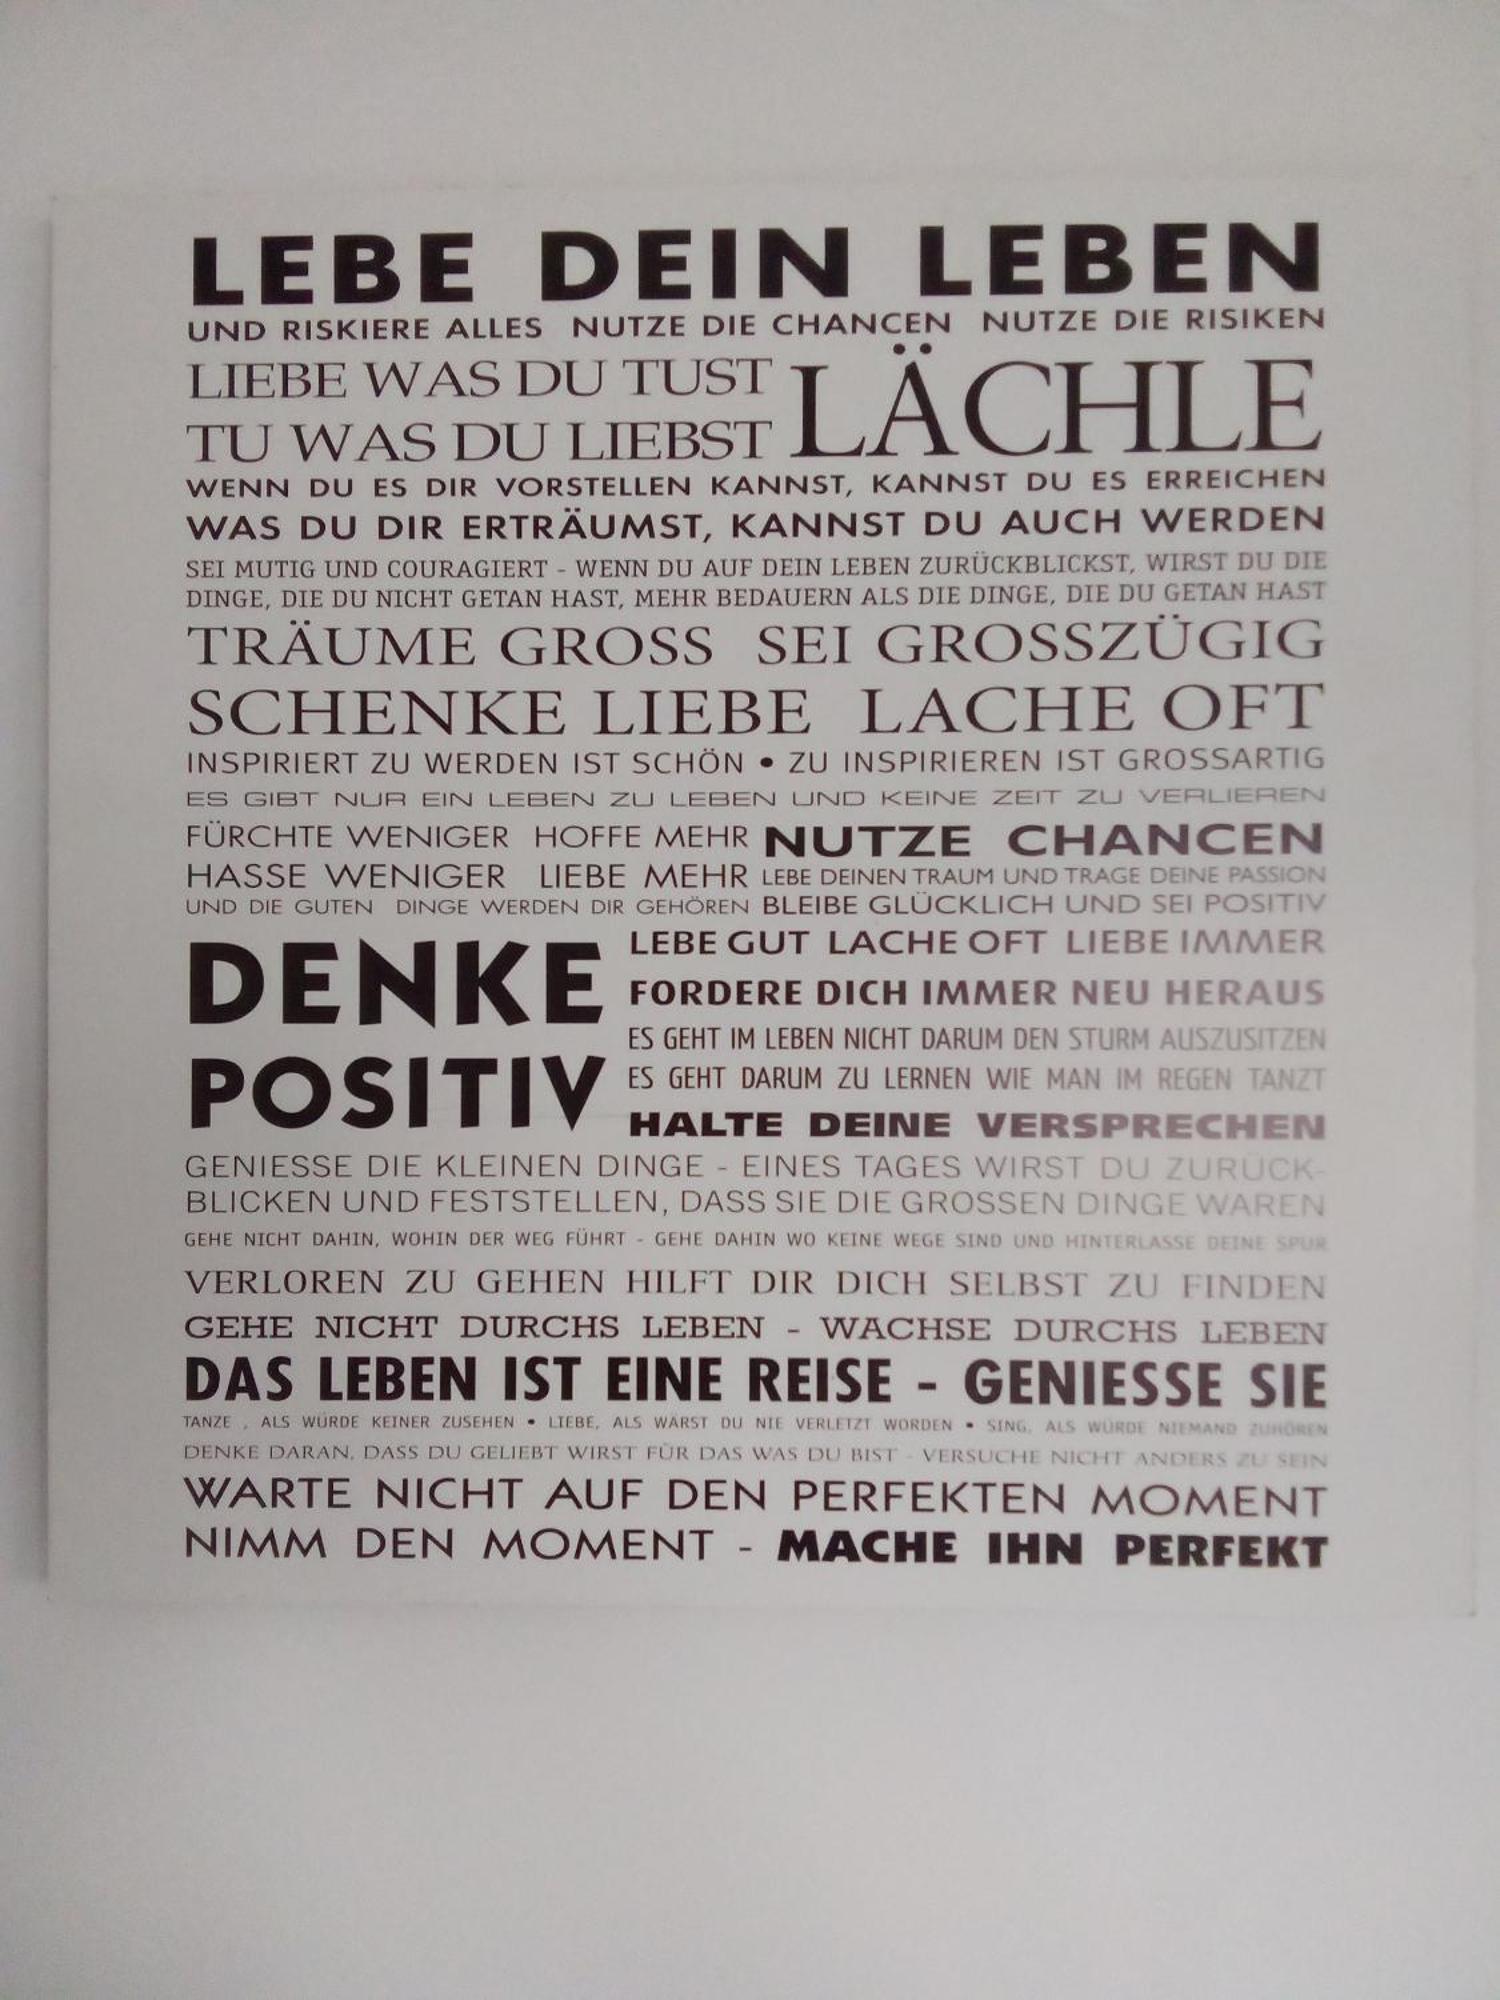 LEBE DEIN LEBEN
UND RISKIERE ALLES NUTZE DIE CHANCEN NUTZE DIE RISIKEN
LIEBE WAS DU TUST
TU WAS DU LIEBST
LÄCHLE
WENN DU ES DIR VORSTELLEN KANNST, KANNST DU ES ERREICHEN
WAS DU DIR ERTRÄUMST, KANNST DU AUCH WERDEN
SEI MUTIG UND COURAGIERT - WENN DU AUF DEIN LEBEN ZURÜCKBLICKST, WIRST DU DIE
DINGE, DIE DU NICHT GETAN HAST, MEHR BEDAUERN ALS DIE DINGE, DIE DU GETAN HAST
TRÄUME GROSS SEI GROSSZÜGIG
SCHENKE LIEBE LACHE OFT
INSPIRIERT ZU WERDEN IST SCHÖN • ZU INSPIRIEREN IST GROSSARTIG
ES GIBT NUR EIN LEBEN ZU LEBEN UND KEINE ZEIT ZU VERLIEREN
FÜRCHTE WENIGER HOFFE MEHR
HASSE WENIGER LIEBE MEHR
UND DIE GUTEN DINGE WERDEN DIR GEHÖREN
NUTZE CHANCEN
LEBE DEINEN TRAUM UND TRAGE DEINE PASSION
BLEIBE GLÜCKLICH UND SEI POSITIV
DENKE
POSITIV
LEBE GUT LACHE OFT LIEBE IMMER
FORDERE DICH IMMER NEU HERAUS
ES GEHT IM LEBEN NICHT DARUM DEN STURM AUSZUSITZEN
ES GEHT DARUM ZU LERNEN WIE MAN IM REGEN TANZT
HALTE DEINE VERSPRECHEN
GENIESSE DIE KLEINEN DINGE - EINES TAGES WIRST DU ZURÜCK-
BLICKEN UND FESTSTELLEN, DASS SIE DIE GROSSEN DINGE WAREN
GEHE NICHT DAHIN, WOHIN DER WEG FÜHRT - GEHE DAHIN WO KEINE WEGE SIND UND HINTERLASSE DEINE SPUR
VERLOREN ZU GEHEN HILFT DIR DICH SELBST ZU FINDEN
GEHE NICHT DURCHS LEBEN - WACHSE DURCHS LEBEN
DAS LEBEN IST EINE REISE - GENIESSE SIE
TANZE , ALS WÜRDE KEINER ZUSEHEN • LIEBE, ALS WÄRST DU NIE VERLETZT WORDEN • SING, ALS WÜRDE NIEMAND ZUHÖREN
DENKE DARAN, DASS DU GELIEBT WIRST FÜR DAS WAS DU BIST - VERSUCHE NICHT ANDERS ZU SEIN
WARTE NICHT AUF DEN PERFEKTEN MOMENT
NIMM DEN MOMENT - MACHE IHN PERFEKT